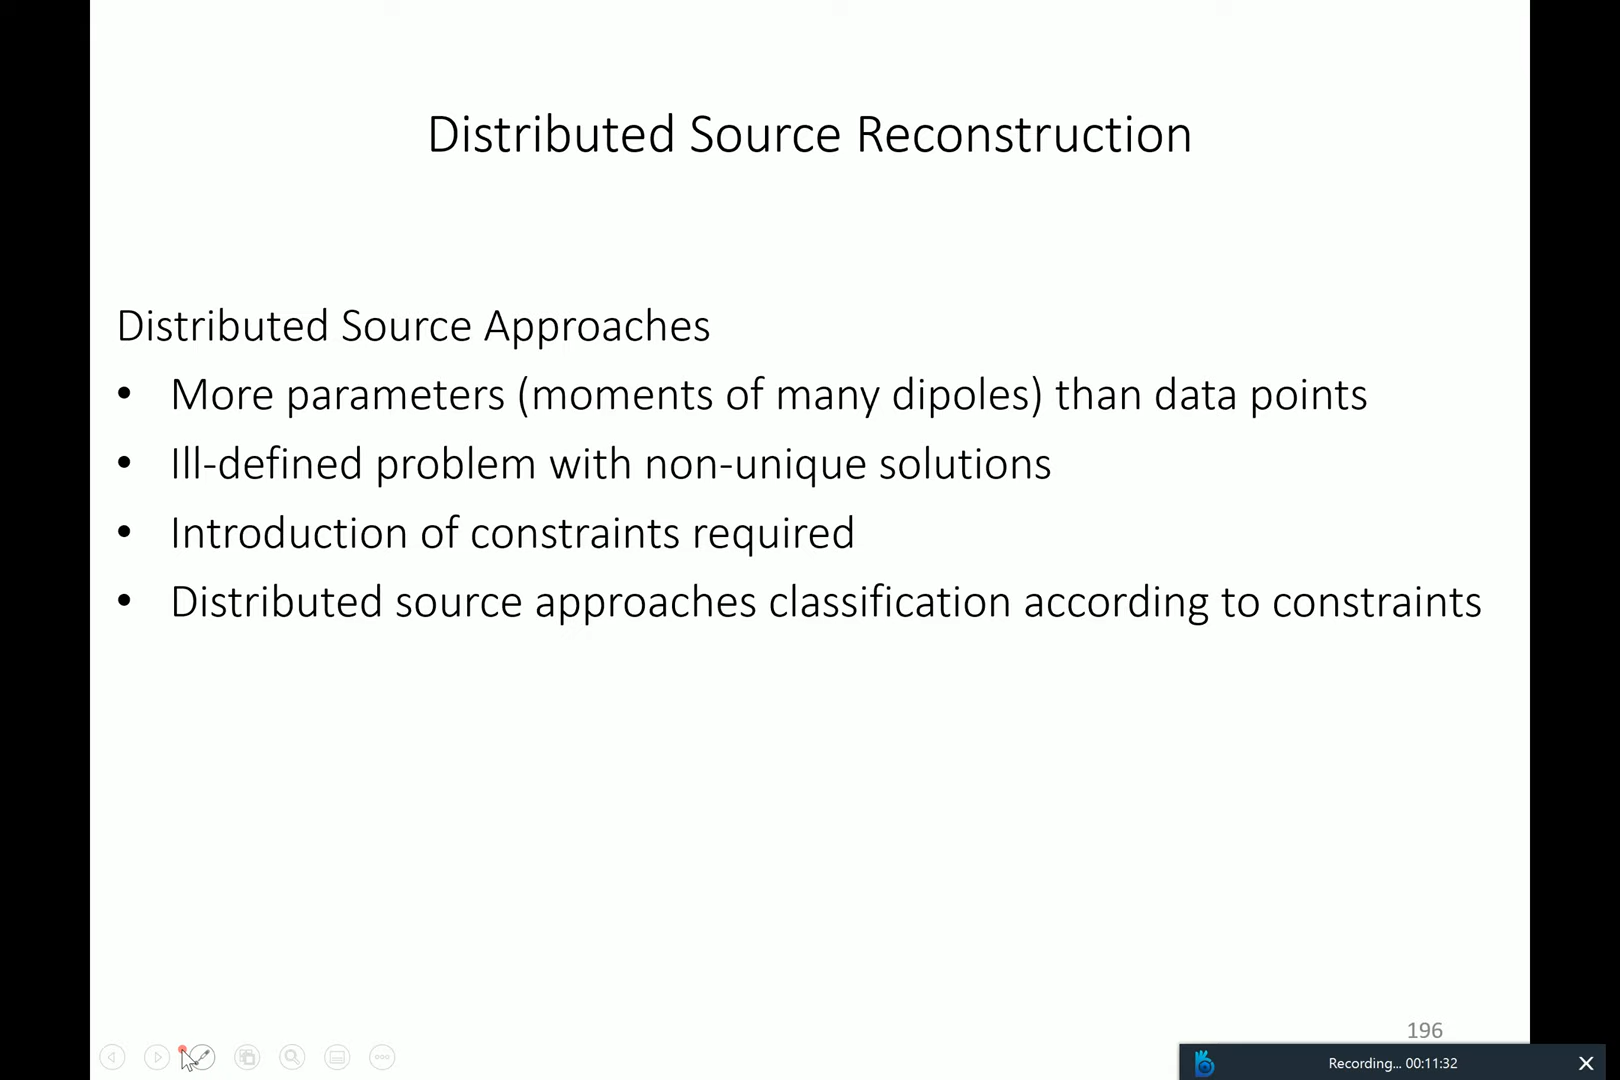 Distributed Source Reconstruction
Distributed Source Approaches
• More parameters (moments of many dipoles) than data points
• Ill-defined problem with non-unique solutions
• Introduction of constraints required
• Distributed source approaches classification according to constraints
196
Recording... 00:11:32